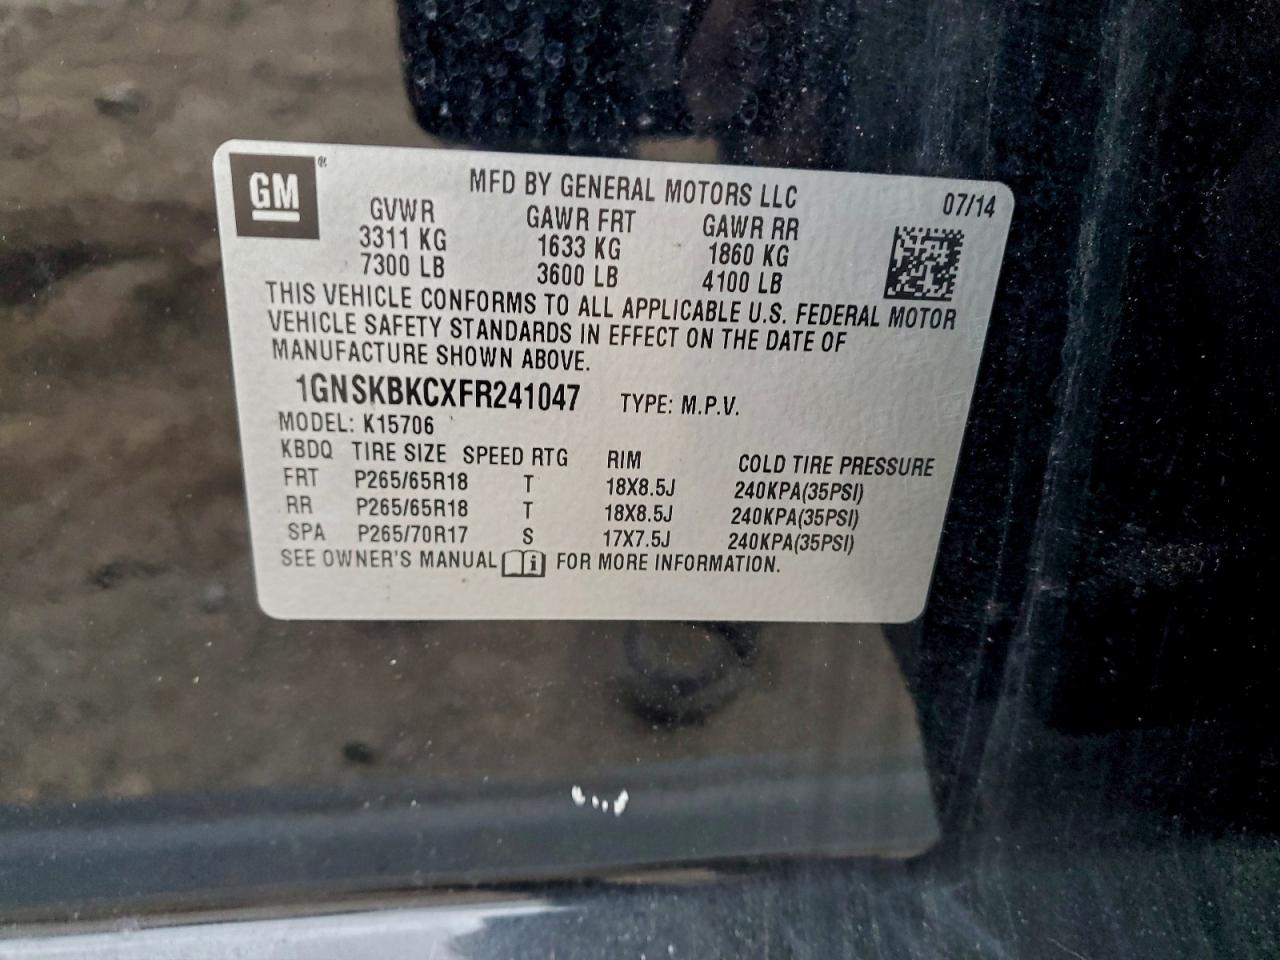 GM ®
MFD BY GENERAL MOTORS LLC 07/14
GVWR GAWR FRT GAWR RR
3311 KG 1633 KG 1860 KG
7300 LB 3600 LB 4100 LB
THIS VEHICLE CONFORMS TO ALL APPLICABLE U.S. FEDERAL MOTOR
VEHICLE SAFETY STANDARDS IN EFFECT ON THE DATE OF
MANUFACTURE SHOWN ABOVE.
1GNSKBKCXFR241047 TYPE: M.P.V.
MODEL: K15706
KBDQ TIRE SIZE SPEED RTG RIM COLD TIRE PRESSURE
FRT P265/65R18 T 18X8.5J 240KPA(35PSI)
RR P265/65R18 T 18X8.5J 240KPA(35PSI)
SPA P265/70R17 S 17X7.5J 240KPA(35PSI)
SEE OWNER'S MANUAL i FOR MORE INFORMATION.